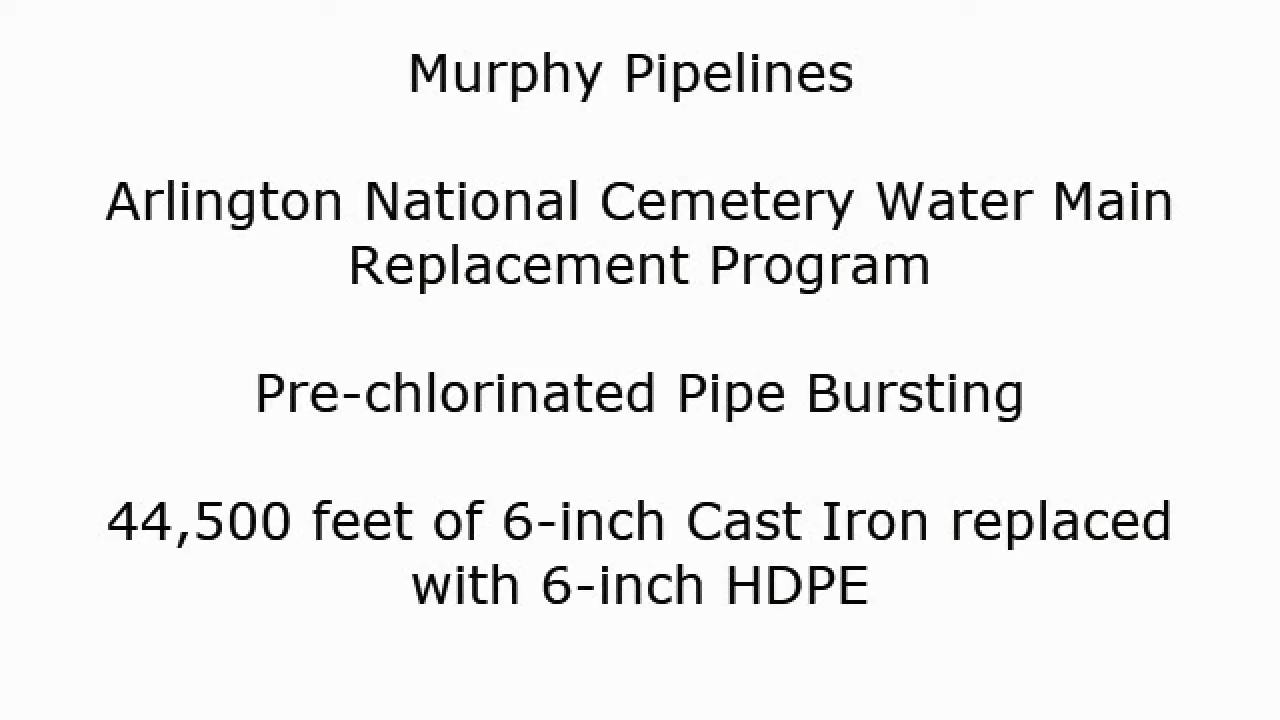 Murphy Pipelines
Arlington National Cemetery Water Main
Replacement Program
Pre-chlorinated Pipe Bursting
44,500 feet of 6-inch Cast Iron replaced
with 6-inch HDPE